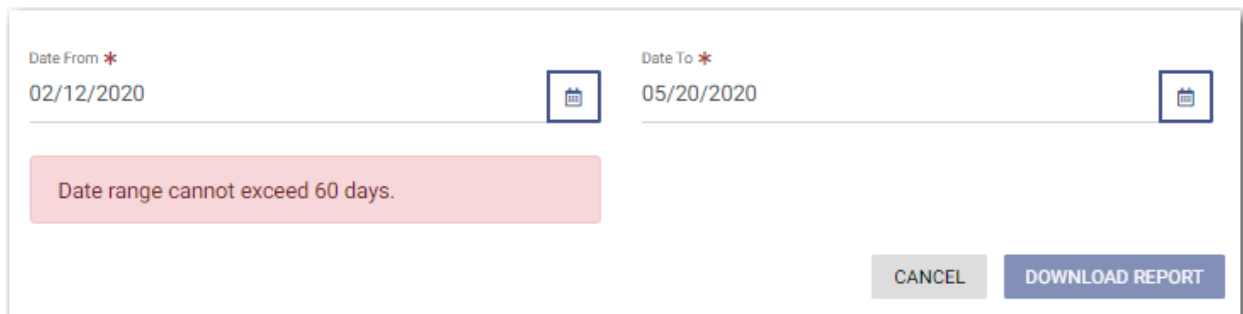 Date From *
Date To *
02/12/2020
05/20/2020
Date range cannot exceed 60 days.
CANCEL
DOWNLOAD REPORT